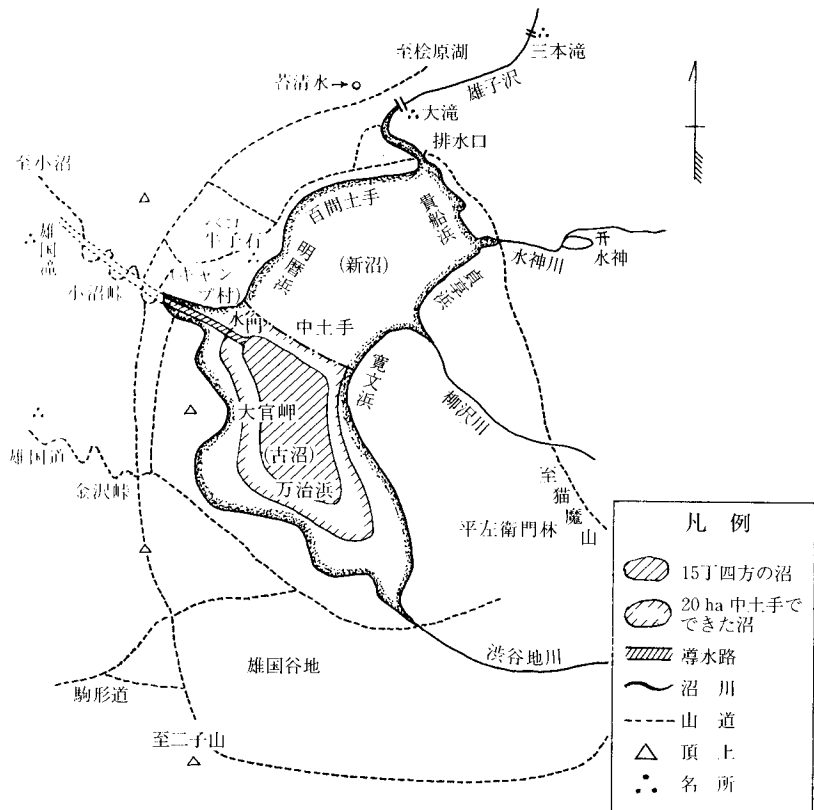 至桧原湖
三本滝
苔清水→
雄子沢
大滝
排水口
至小沼
百間土手
貴船浜
雄国滝
牛子石
明暦浜
(新沼)
水神川
水神
小沼峠
(キャンプ村)
貞享浜
水門
中土手
寛文浜
大官岬
柳沢川
(古沼)
雄国道
万治浜
金沢峠
至猫魔山
平左衛門林
渋谷地川
雄国谷地
駒形道
至二子山
凡例
15丁四方の沼
20 ha 中土手で
できた沼
導水路
沼川
山道
頂上
名所